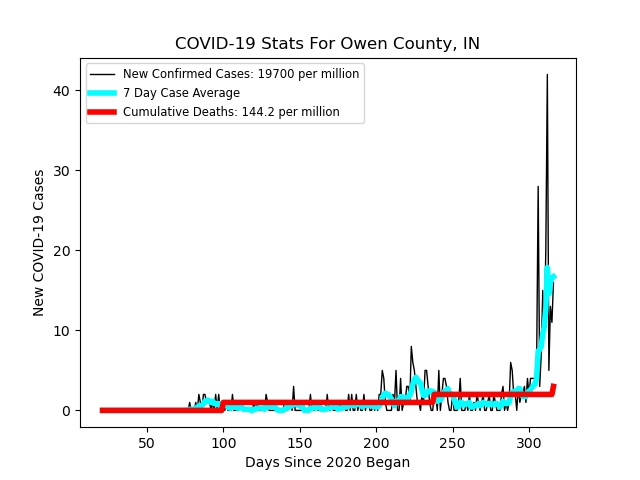 COVID-19 Stats For Owen County, IN
New Confirmed Cases: 19700 per million
7 Day Case Average
Cumulative Deaths: 144.2 per million
New COVID-19 Cases
40
30
20
10
0
50 100 150 200 250 300
Days Since 2020 Began